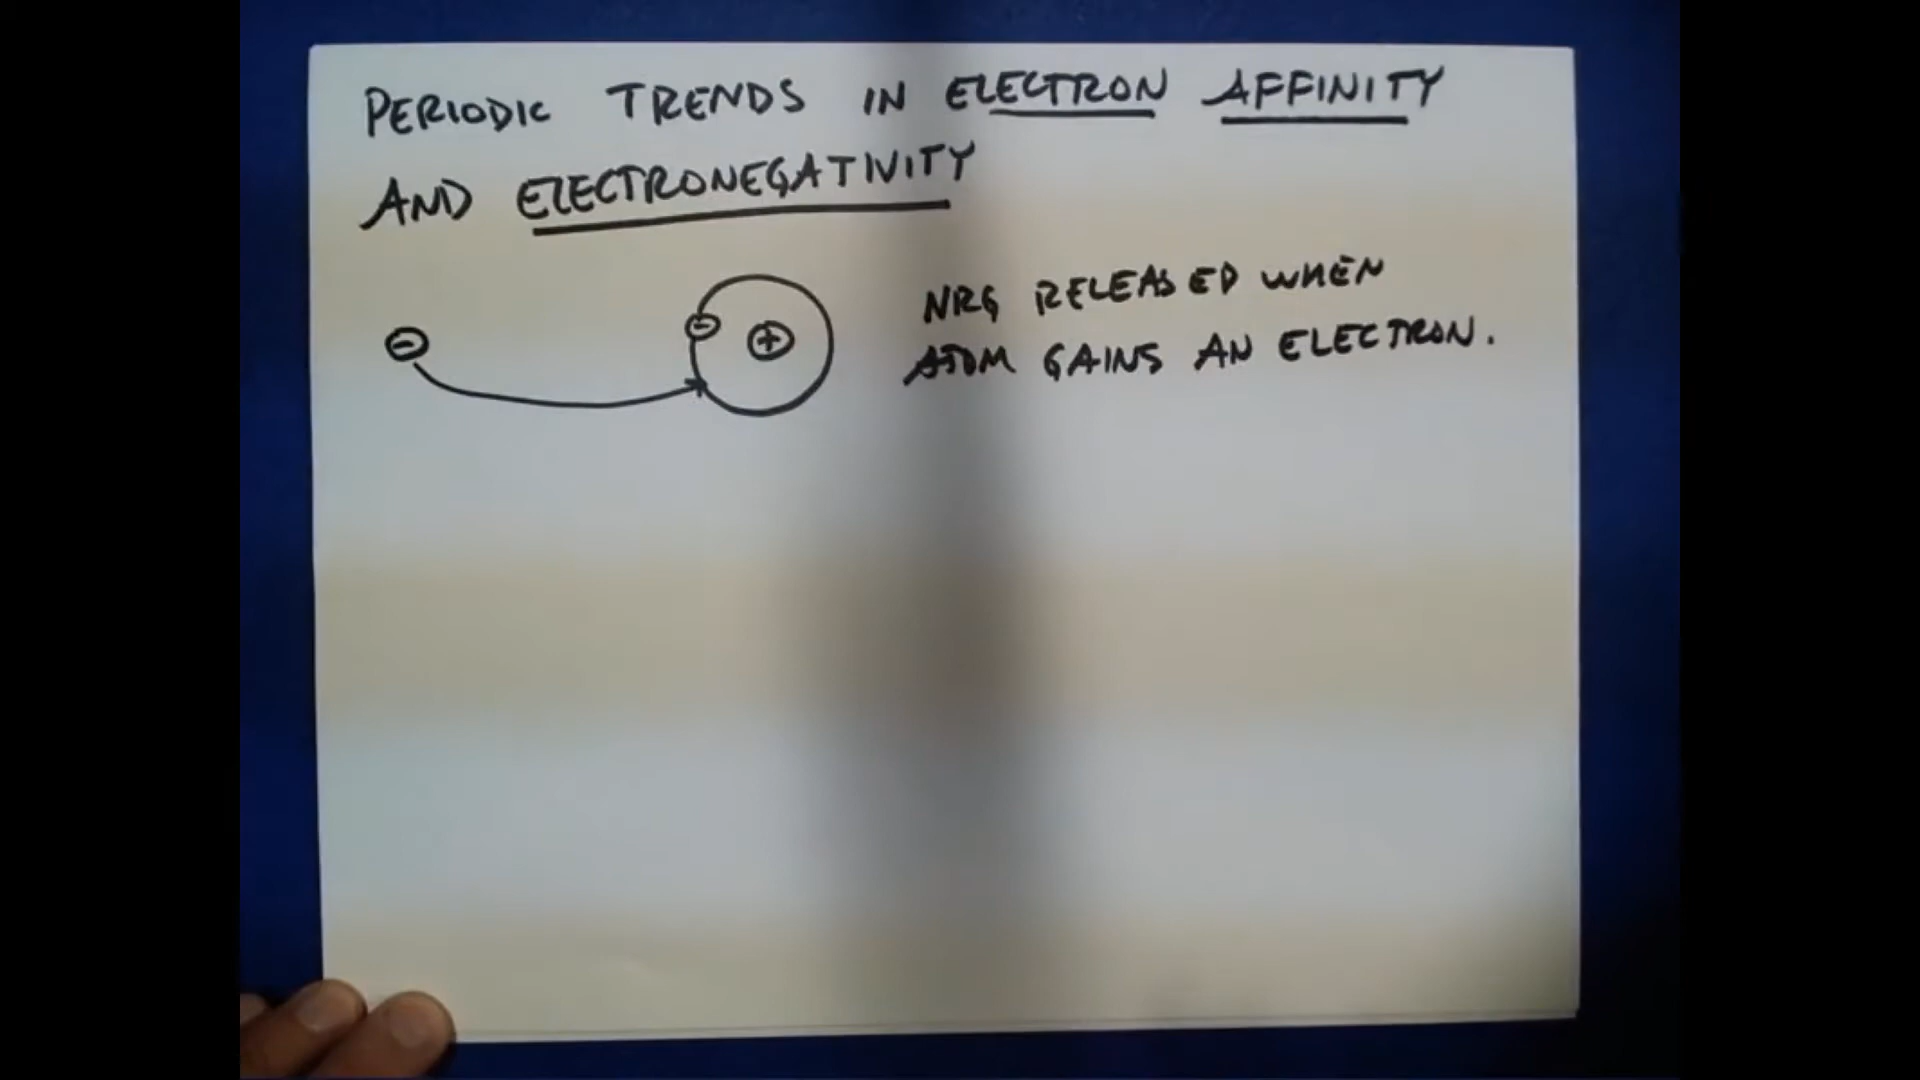 PERIODIC TRENDS IN ELECTRON AFFINITY
AND ELECTRONEGATIVITY
NRG RELEASED WHEN
ATOM GAINS AN ELECTRON.
- - +